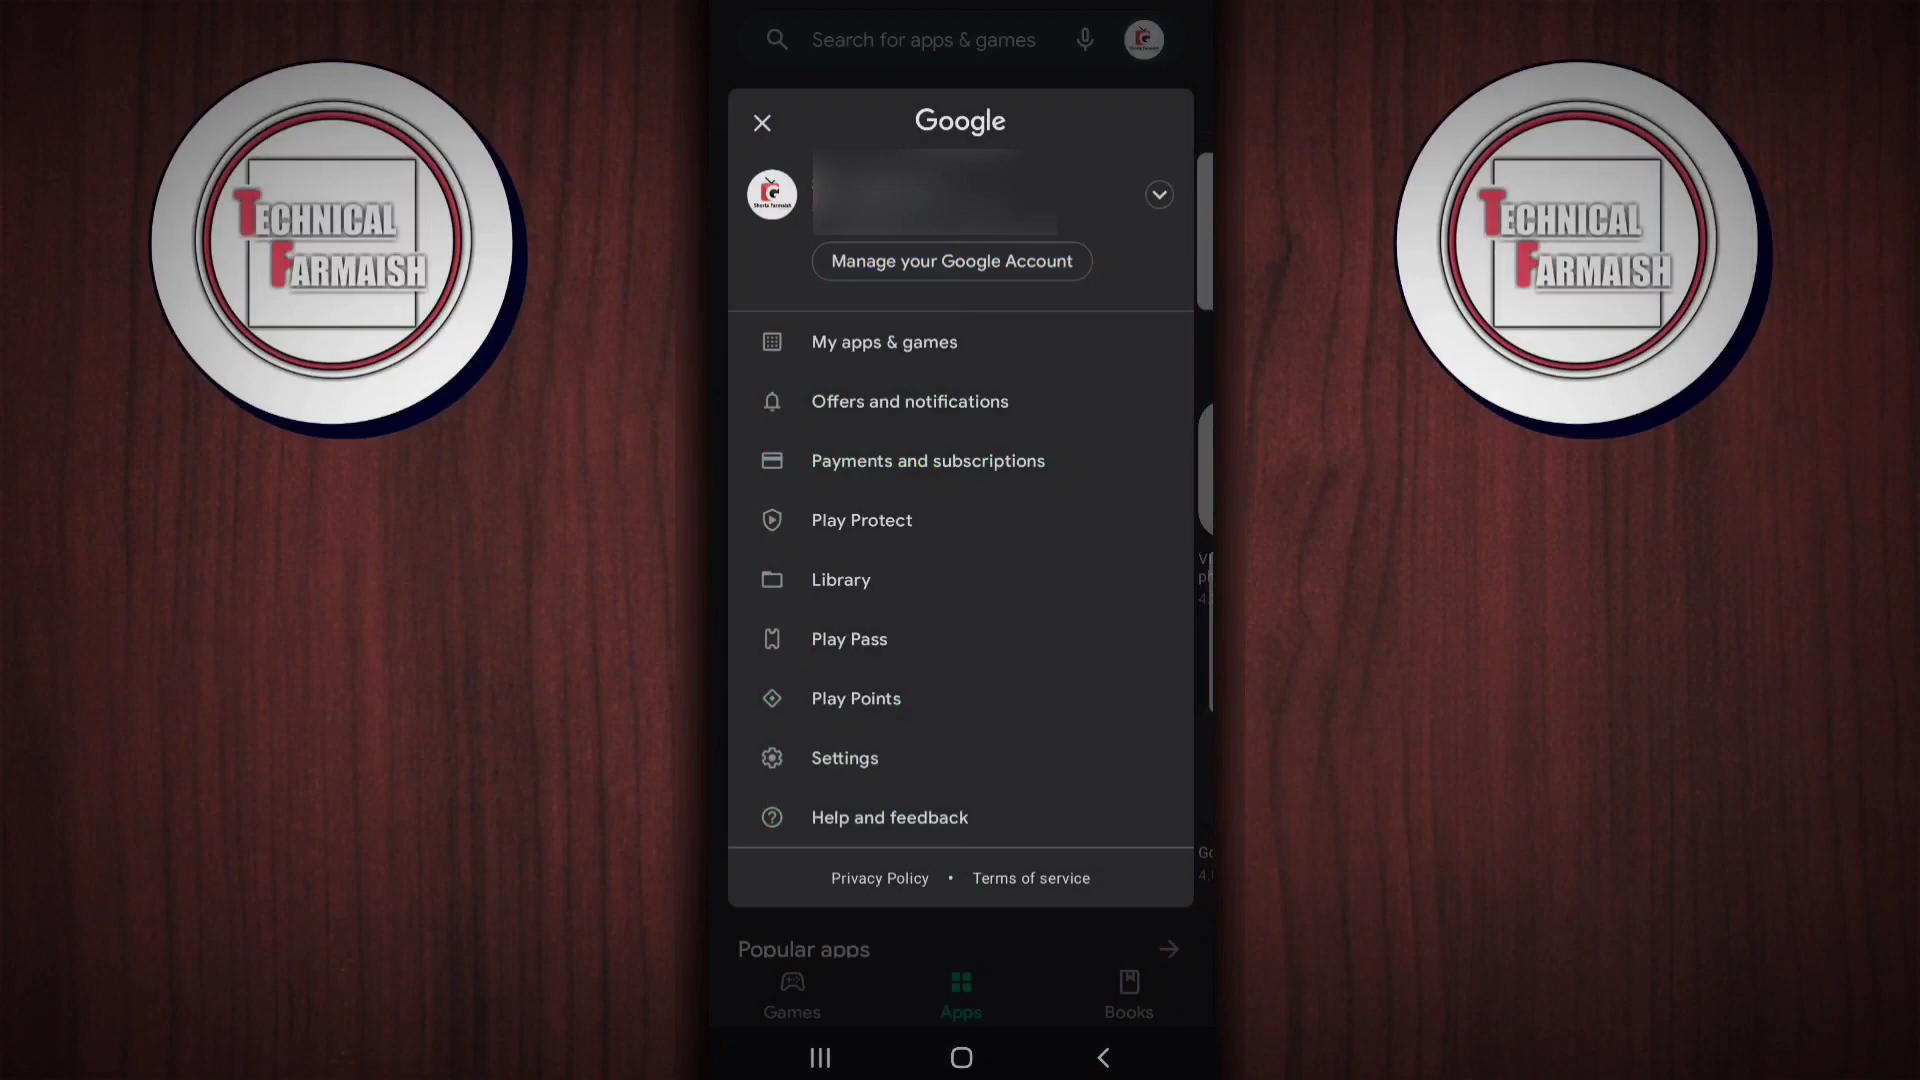 TECHNICAL
FARMAISH
Search for apps & games
Google
Shorts Farmaish
Manage your Google Account
My apps & games
Offers and notifications
Payments and subscriptions
Play Protect
Library
Play Pass
Play Points
Settings
Help and feedback
Privacy Policy • Terms of service
Popular apps
Games
Apps
Books
TECHNICAL
FARMAISH